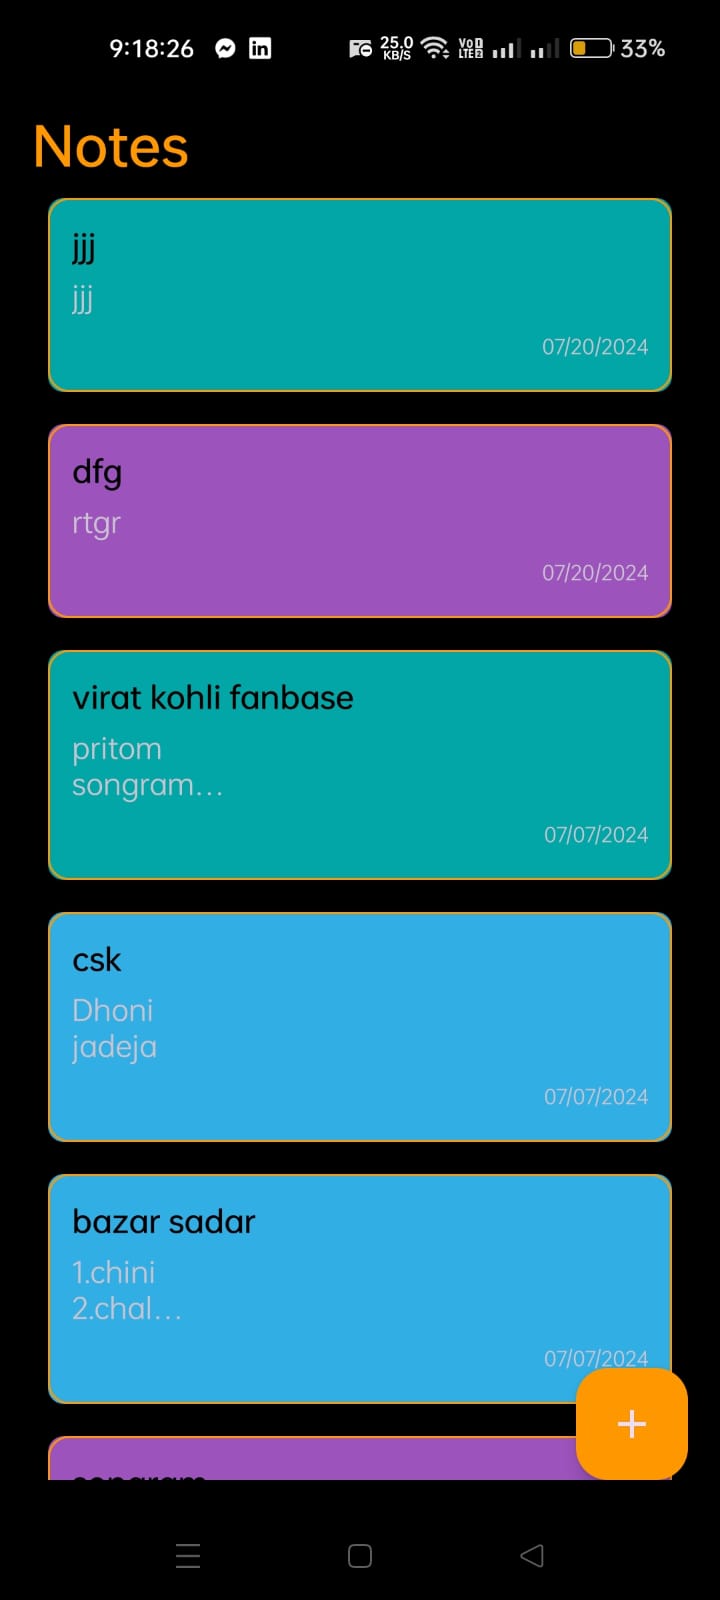 9:18:26
25.0
KB/S
Vo 1
LTE 2
33%
Notes
jjj
jjj
07/20/2024
dfg
rtgr
07/20/2024
virat kohli fanbase
pritom
songram...
07/07/2024
csk
Dhoni
jadeja
07/07/2024
bazar sadar
1.chini
2.chal...
07/07/2024